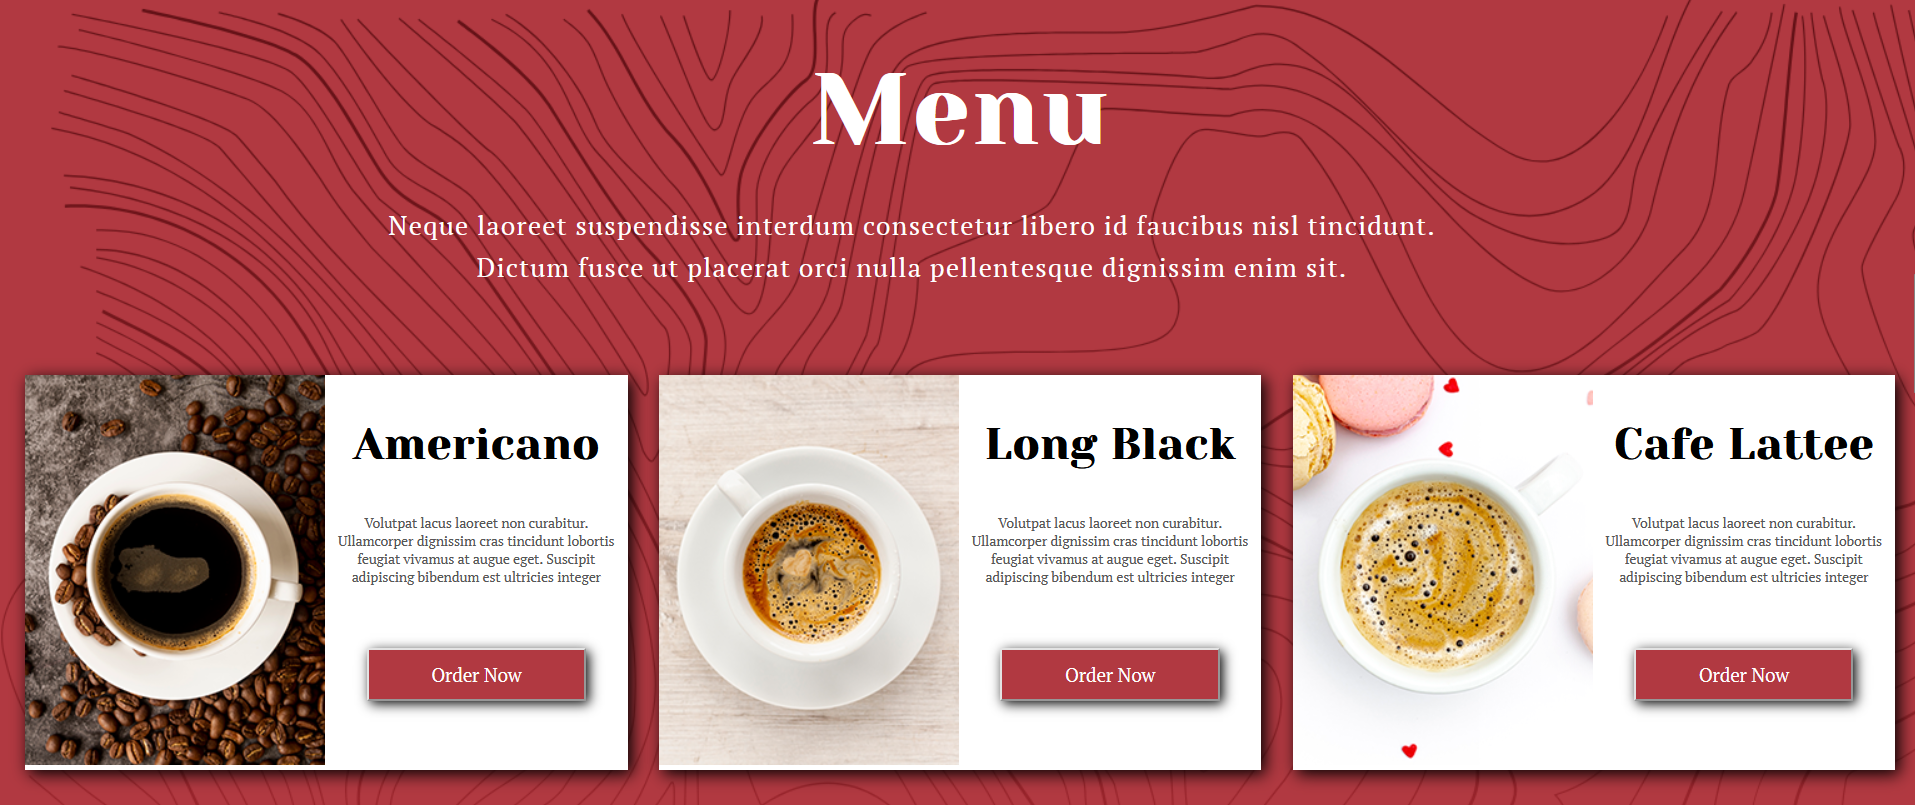 Menu
Neque laoreet suspendisse interdum consectetur libero id faucibus nisl tincidunt.
Dictum fusce ut placerat orci nulla pellentesque dignissim enim sit.
Americano
Volutpat lacus laoreet non curabitur.
Ullamcorper dignissim cras tincidunt lobortis
feugiat vivamus at augue eget. Suscipit
adipiscing bibendum est ultricies integer
Order Now
Long Black
Volutpat lacus laoreet non curabitur.
Ullamcorper dignissim cras tincidunt lobortis
feugiat vivamus at augue eget. Suscipit
adipiscing bibendum est ultricies integer
Order Now
Cafe Lattee
Volutpat lacus laoreet non curabitur.
Ullamcorper dignissim cras tincidunt lobortis
feugiat vivamus at augue eget. Suscipit
adipiscing bibendum est ultricies integer
Order Now